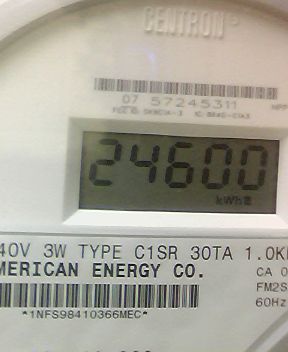 CENTRON
07 57245311
24600
kWh
40V 3W TYPE C1SR 30TA 1.0K
MERICAN ENERGY CO.
CA 0
FM2S
60Hz
*1NFS98410366MEC*